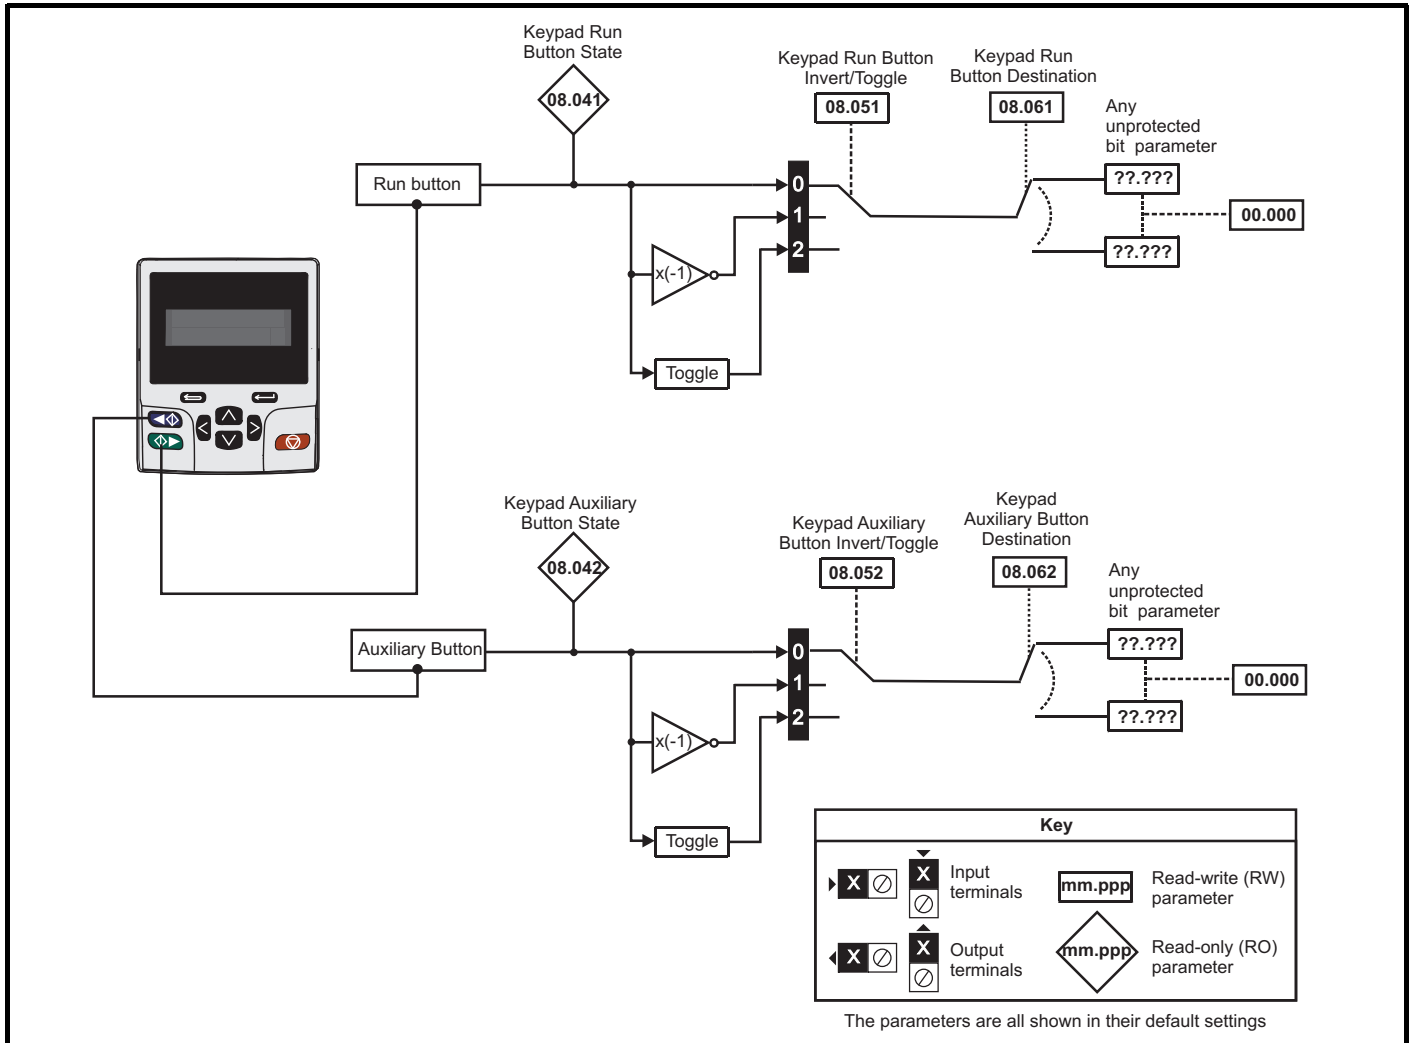 Keypad Run
Button State
08.041
Keypad Run Button
Invert/Toggle
08.051
Keypad Run
Button Destination
08.061
Any
unprotected
bit parameter
??.???
??.???
00.000
Run button
0
1
2
x(-1)
Toggle
Keypad Auxiliary
Button State
08.042
Keypad Auxiliary
Button Invert/Toggle
08.052
Keypad
Auxiliary Button
Destination
08.062
Any
unprotected
bit parameter
??.???
??.???
00.000
Auxiliary Button
0
1
2
x(-1)
Toggle
Key
X
X
Input
terminals
mm.ppp
Read-write (RW)
parameter
X
X
Output
terminals
mm.ppp
Read-only (RO)
parameter
The parameters are all shown in their default settings